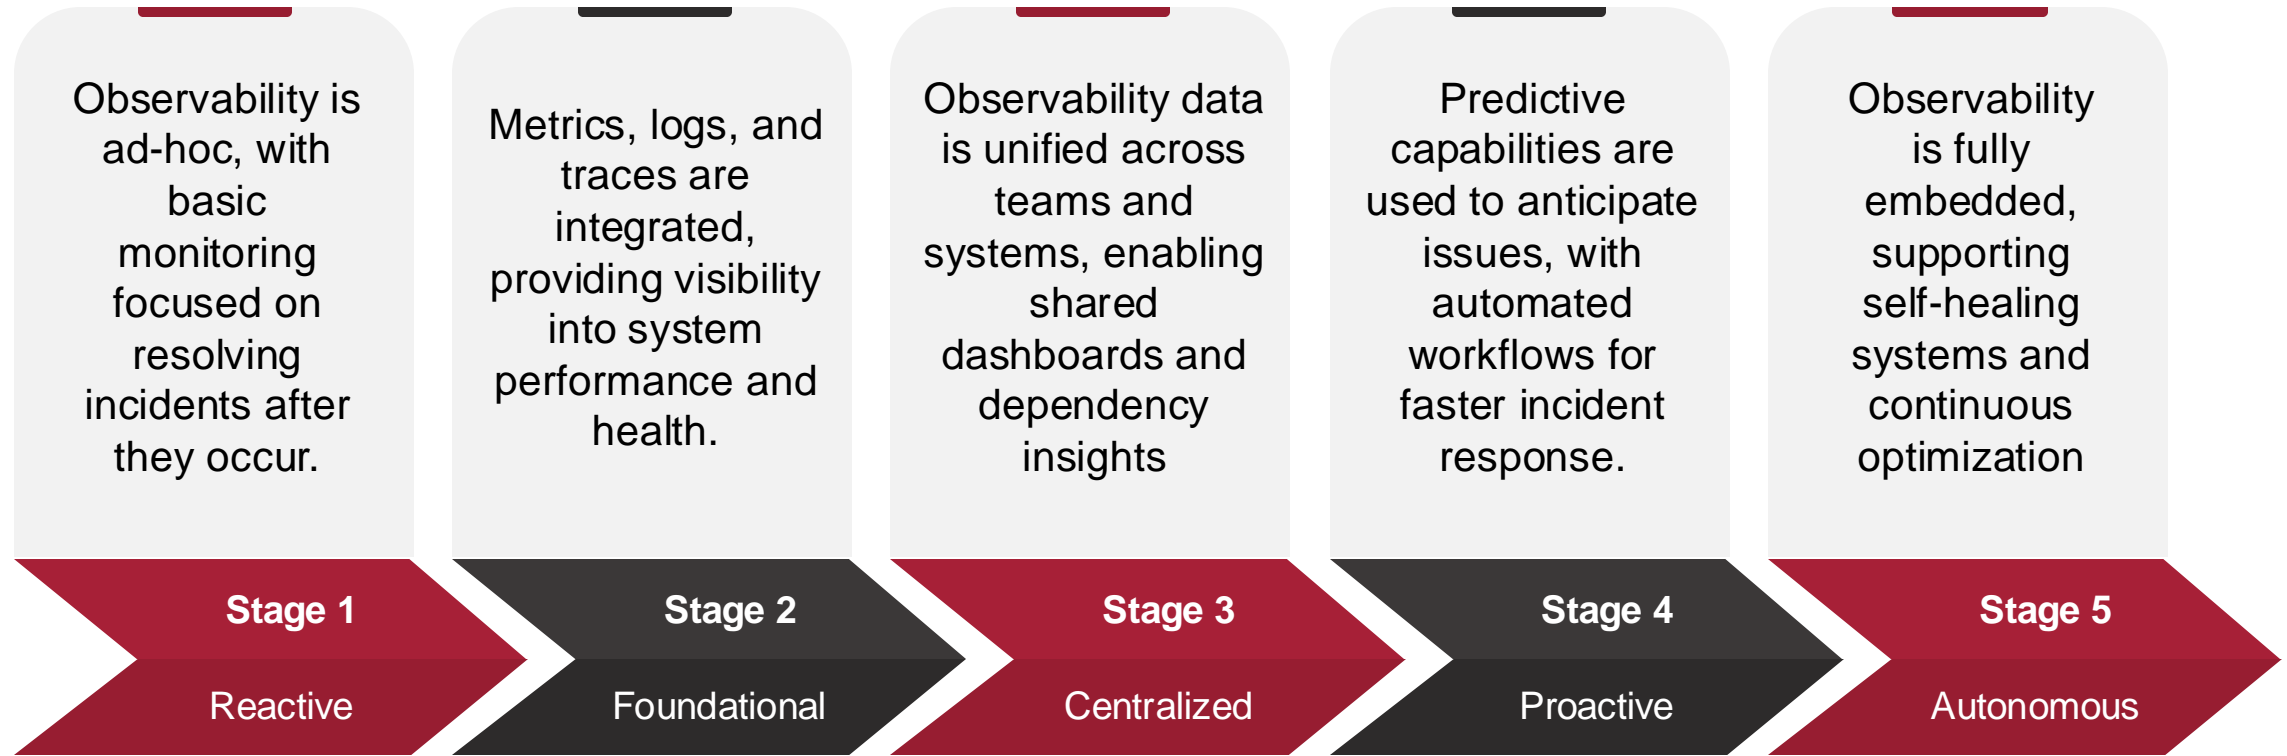 Observability is
ad-hoc, with
basic
monitoring
focused on
resolving
incidents after
they occur.
Stage 1
Reactive
Metrics, logs, and
traces are
integrated,
providing visibility
into system
performance and
health.
Stage 2
Foundational
Observability data
is unified across
teams and
systems, enabling
shared
dashboards and
dependency
insights
Stage 3
Centralized
Predictive
capabilities are
used to anticipate
issues, with
automated
workflows for
faster incident
response.
Stage 4
Proactive
Observability
is fully
embedded,
supporting
self-healing
systems and
continuous
optimization
Stage 5
Autonomous